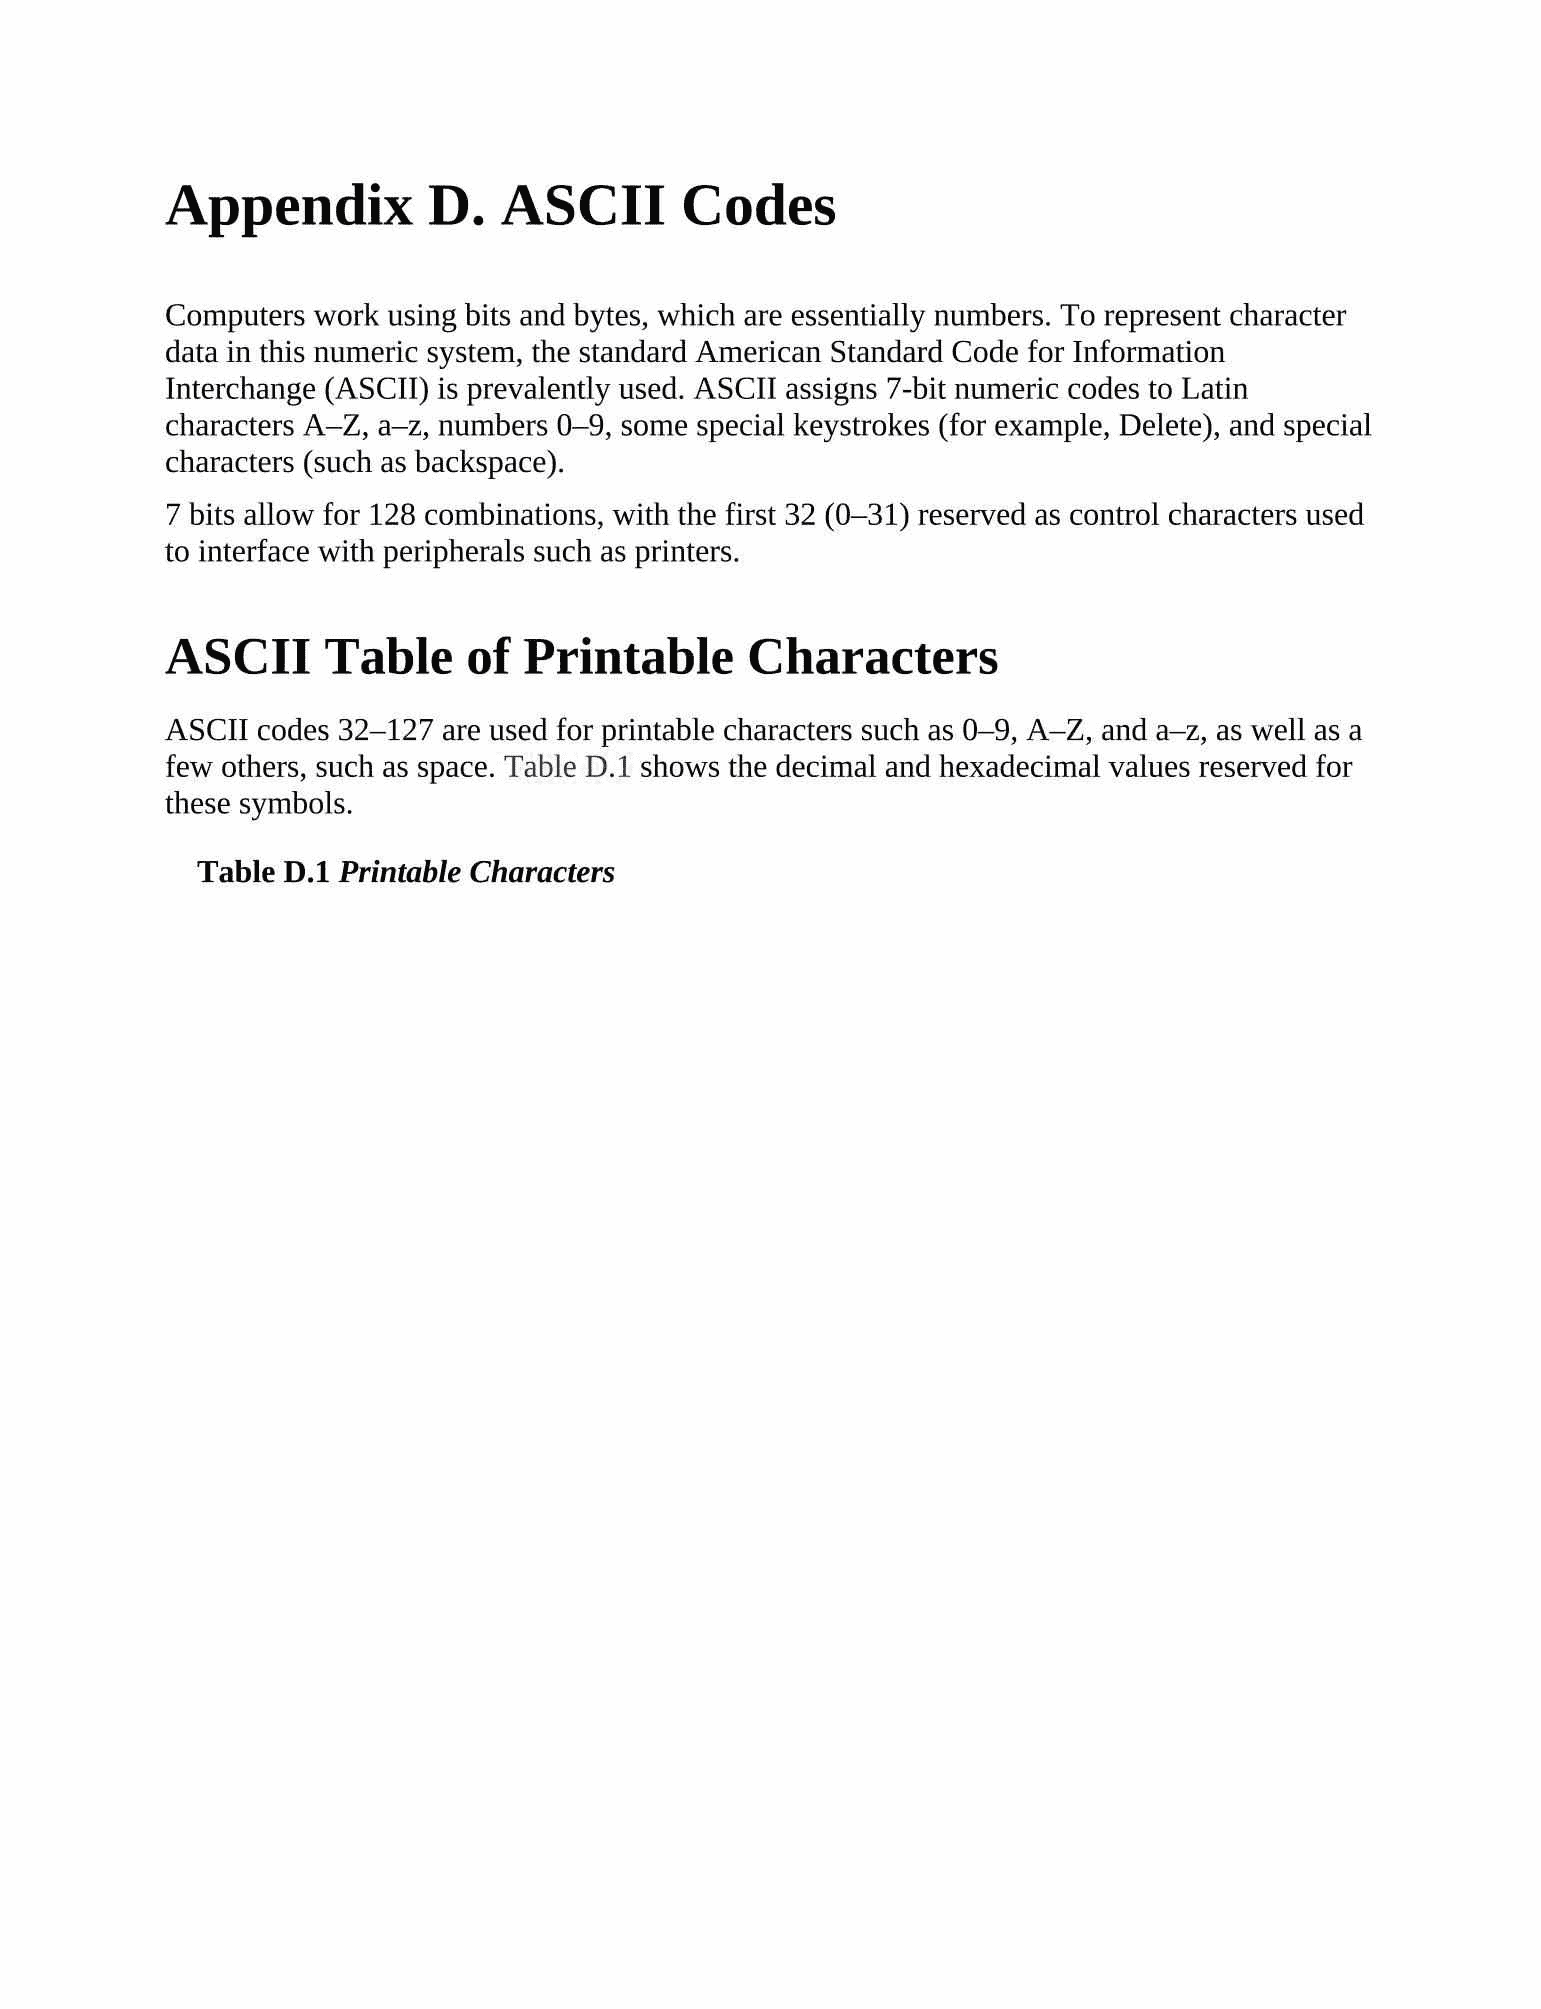 Appendix D. ASCII Codes
Computers work using bits and bytes, which are essentially numbers. To represent character
data in this numeric system, the standard American Standard Code for Information
Interchange (ASCII) is prevalently used. ASCII assigns 7-bit numeric codes to Latin
characters A–Z, a–z, numbers 0–9, some special keystrokes (for example, Delete), and special
characters (such as backspace).
7 bits allow for 128 combinations, with the first 32 (0–31) reserved as control characters used
to interface with peripherals such as printers.
ASCII Table of Printable Characters
ASCII codes 32–127 are used for printable characters such as 0–9, A–Z, and a–z, as well as a
few others, such as space. Table D.1 shows the decimal and hexadecimal values reserved for
these symbols.
Table D.1 Printable Characters